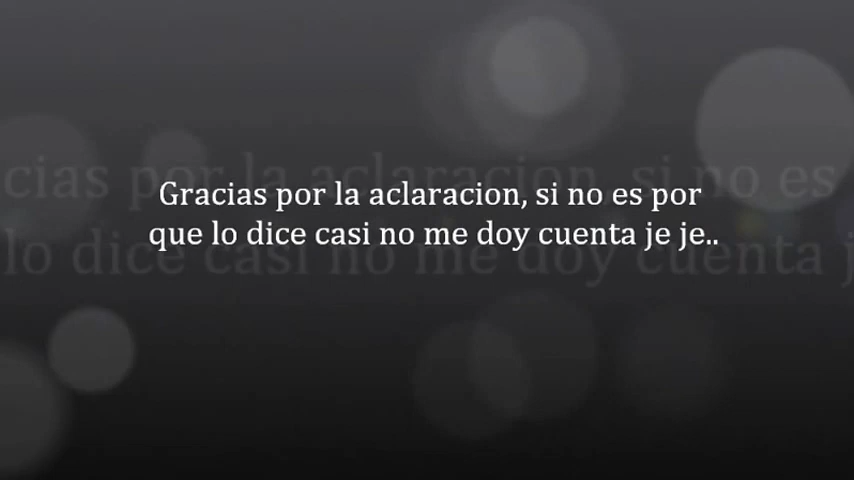 Gracias por la aclaracion, si no es por
que lo dice casi no me doy cuenta je je..